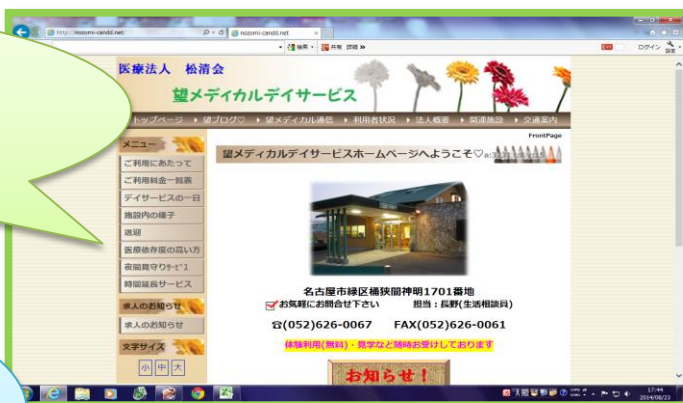 http://nozomi-candd.net/
nozomi-candd.net
検索
共有
詳細 »
ログイン
医療法人 松清会
望メディカルデイサービス
トップページ
望ブログ♡
望メディカル通信
利用者状況
法人概要
関連施設
交通案内
FrontPage
メニュー
望メディカルデイサービスホームページへようこそ♡
ご利用にあたって
ご利用料金一覧表
デイサービスの一日
施設内の様子
送迎
医療依存度の高い方
夜間見守りサービス
時間延長サービス
名古屋市緑区桶狭間神明1701番地
お気軽にお問合せ下さい 担当：長野(生活相談員)
求人のお知らせ
求人のお知らせ
☎(052)626-0067 FAX(052)626-0061
文字サイズ
体験利用(無料)・見学など随時お受けしております
小 中 大
お知らせ！
17:44
2014/08/23